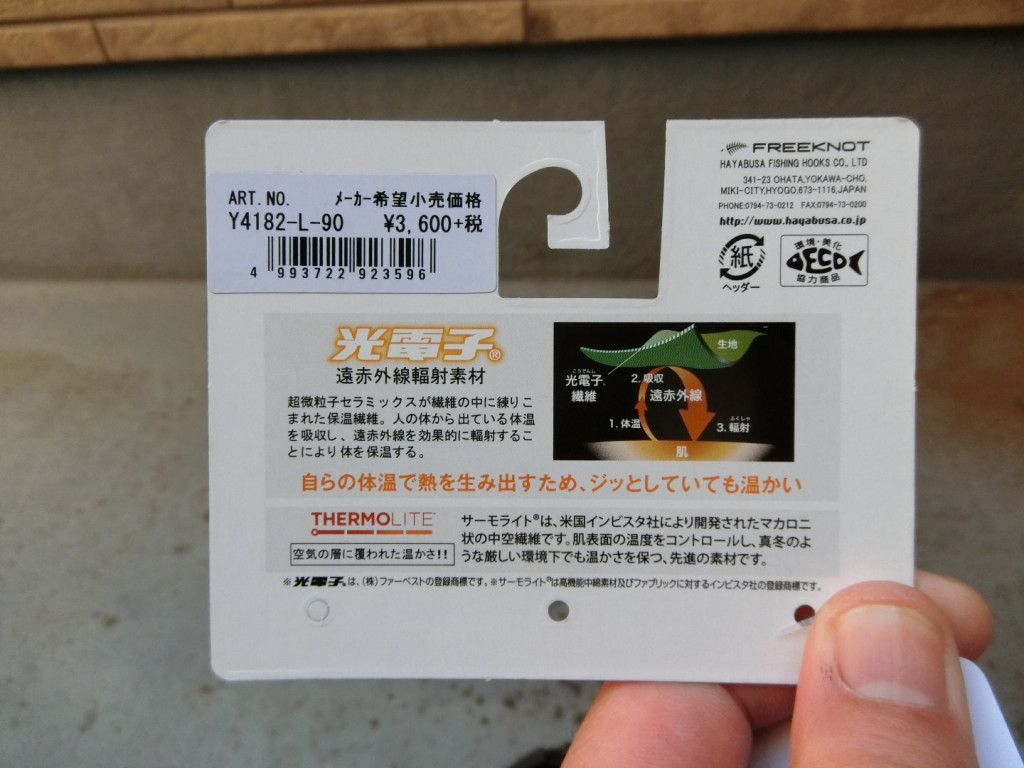 ART.NO. メーカー希望小売価格
Y4182-L-90 ¥3,600+税
4 993722 923596
FREEKNOT
HAYABUSA FISHING HOOKS CO., LTD
341-23 OHATA,YOKAWA-CHO,
MIKI-CITY,HYOGO,673-1116,JAPAN
PHONE:0794-73-0212 FAX:0794-73-0200
http://www.hayabusa.co.jp
紙
ヘッダー
環境・美化
ECO
協力商品
光電子®
遠赤外線輻射素材
超微粒子セラミックスが繊維の中に練りこ
まれた保温繊維。人の体から出ている体温
を吸収し、遠赤外線を効果的に輻射するこ
とにより体を保温する。
生地
こうでんし
光電子®
繊維
2.吸収
遠赤外線
1.体温
ふくしゃ
3.輻射
肌
自らの体温で熱を生み出すため、ジッとしていても温かい
THERMOLITE®
空気の層に覆われた温かさ!!
サーモライト®は、米国インビスタ社により開発されたマカロニ
状の中空繊維です。肌表面の温度をコントロールし、真冬のよ
うな厳しい環境下でも温かさを保つ、先進の素材です。
※光電子®は、(株)ファーベストの登録商標です。※サーモライト®は高機能中綿素材及びファブリックに対するインビスタ社の登録商標です。